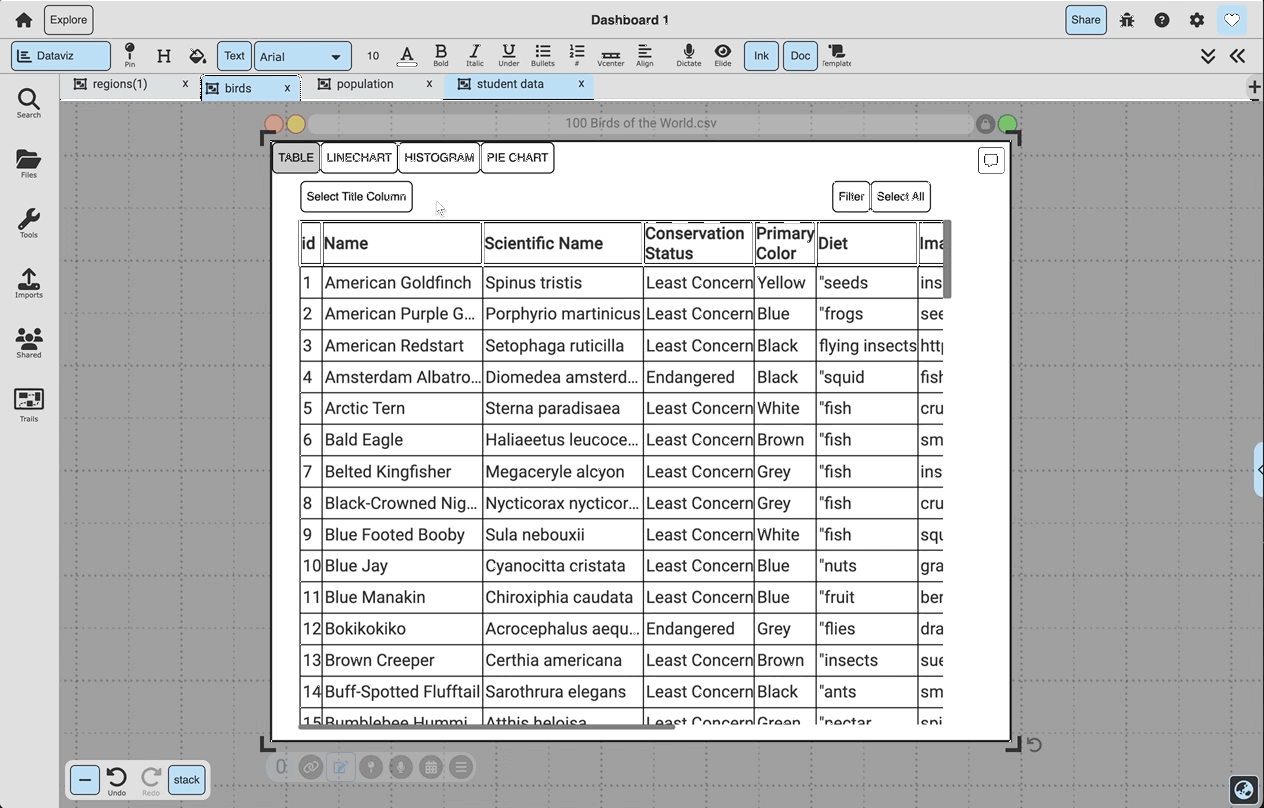 Explore Dashboard 1 Share
Dataviz Pin H Text Arial 10 A B Bold I Italic U Under Bullets # Vcenter Align Dictate Elide Ink Doc Template
regions(1) x birds x population x student data x +
Search
Files
Tools
Imports
Shared
Trails
100 Birds of the World.csv
TABLE LINECHART HISTOGRAM PIE CHART
Select Title Column Filter Select All
id Name Scientific Name Conservation Status Primary Color Diet Ima
1 American Goldfinch Spinus tristis Least Concern Yellow "seeds ins
2 American Purple G... Porphyrio martinicus Least Concern Blue "frogs see
3 American Redstart Setophaga ruticilla Least Concern Black flying insects http
4 Amsterdam Albatro... Diomedea amsterd... Endangered Black "squid fish
5 Arctic Tern Sterna paradisaea Least Concern White "fish cru
6 Bald Eagle Haliaeetus leucoce... Least Concern Brown "fish sm
7 Belted Kingfisher Megaceryle alcyon Least Concern Grey "fish ins
8 Black-Crowned Nig... Nycticorax nycticor... Least Concern Grey "fish cru
9 Blue Footed Booby Sula nebouxii Least Concern White "fish squ
10 Blue Jay Cyanocitta cristata Least Concern Blue "nuts gra
11 Blue Manakin Chiroxiphia caudata Least Concern Blue "fruit ber
12 Bokikokiko Acrocephalus aequ... Endangered Grey "flies dra
13 Brown Creeper Certhia americana Least Concern Brown "insects sue
14 Buff-Spotted Flufftail Sarothrura elegans Least Concern Black "ants sm
15 Bumblebee Hummi... Atthis heloisa Least Concern Green "nectar spi
0
Undo Redo stack